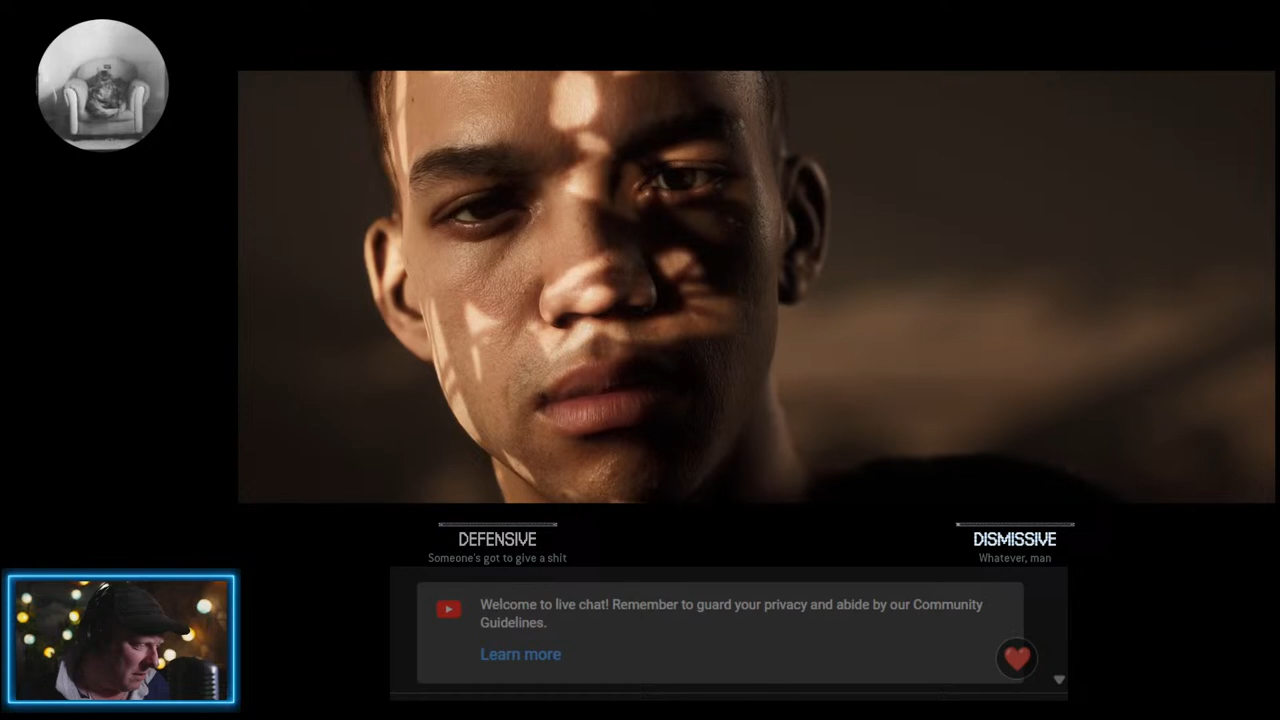 DEFENSIVE
Someone's got to give a shit
DISMISSIVE
Whatever, man
Welcome to live chat! Remember to guard your privacy and abide by our Community
Guidelines.
Learn more